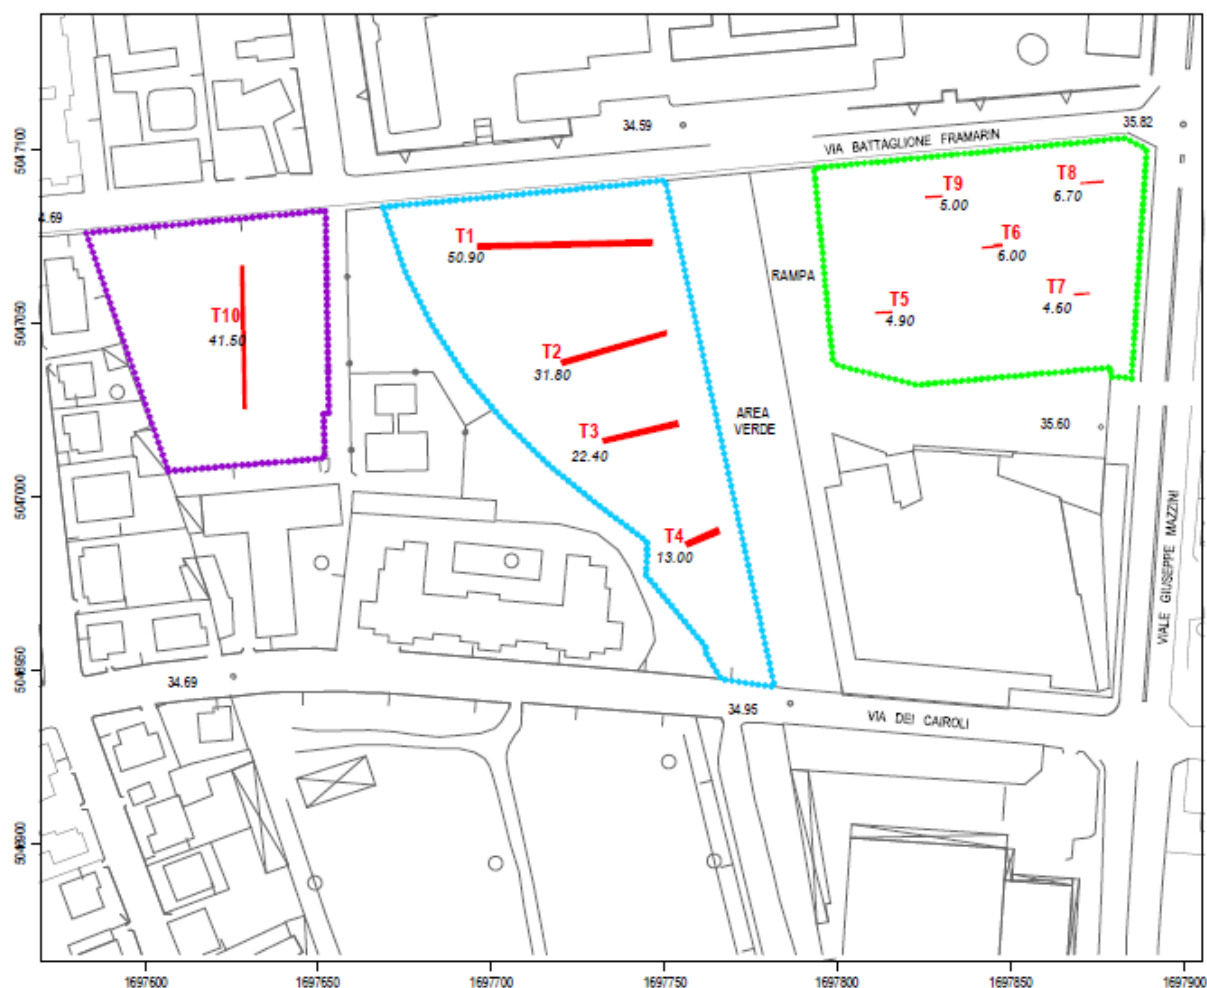 34.59
35.82
VIA BATTAGLIONE FRAMARIN
5047100
T9
5.00
T8
6.70
4.69
T1
50.90
T6
6.00
RAMPA
T7
4.60
T10
41.50
T5
4.90
5047050
T2
31.80
AREA
VERDE
T3
22.40
35.60
5047000
T4
13.00
VIALE GIUSEPPE MAZZINI
5046950
34.69
34.95
VIA DEI CAIROLI
5046900
1697600
1697650
1697700
1697750
1697800
1697850
1697900